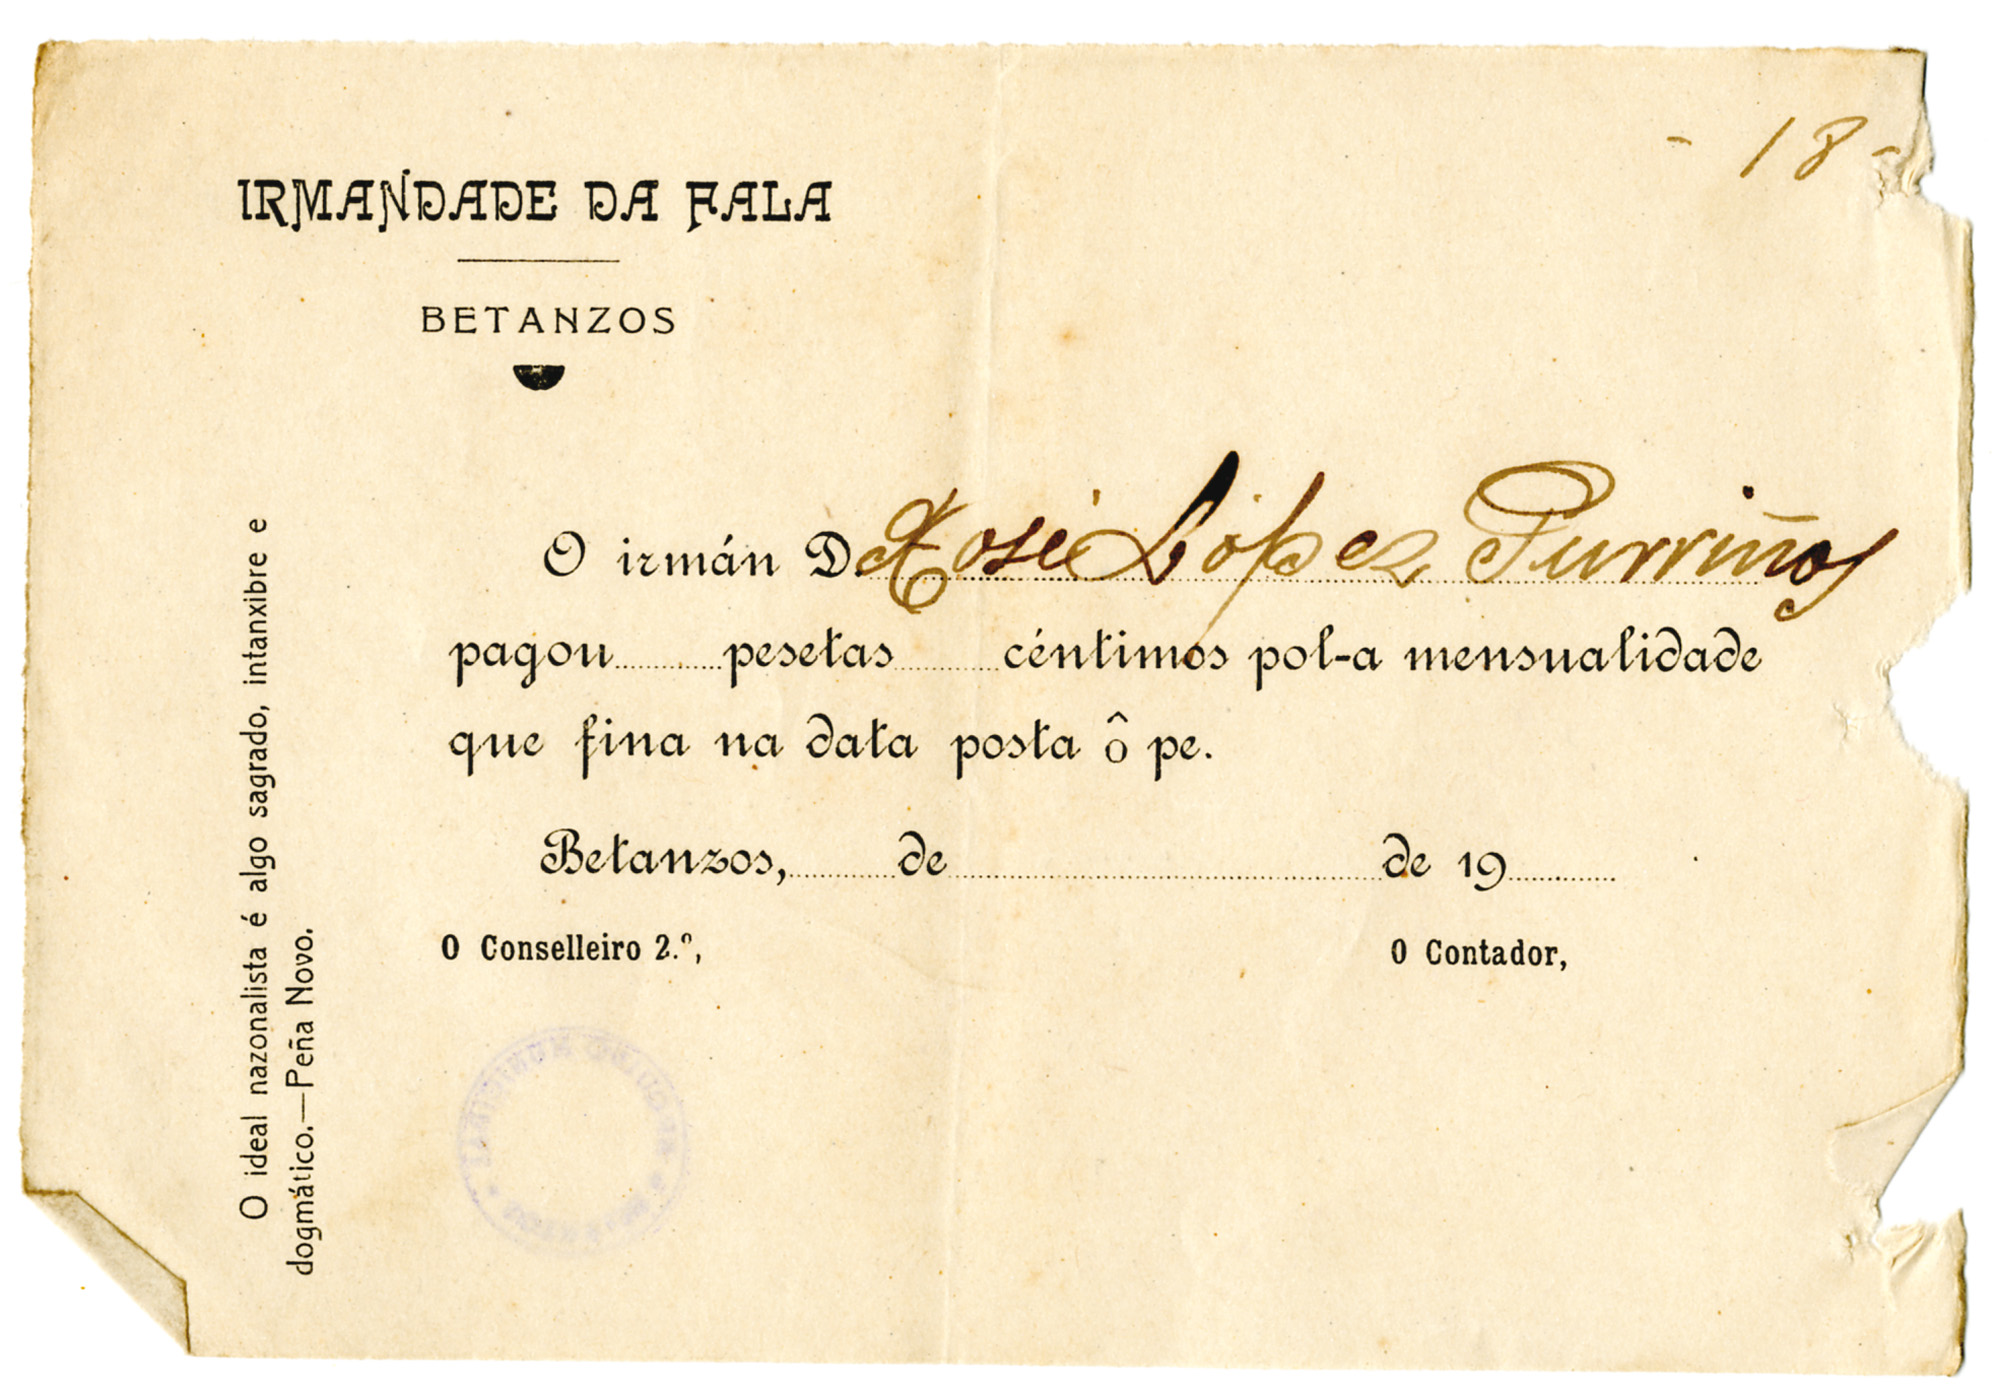 - 18 -
IRMANDADE DA FALA
BETANZOS
O irmán D. Xosé López Purriños
pagou pesetas céntimos pol-a mensualidade
que fina na data posta ô pe.
Betanzos, de de 19
O Conselleiro 2.º,
O Contador,
O ideal nazonalista é algo sagrado, intanxibre e
dogmático.—Peña Novo.